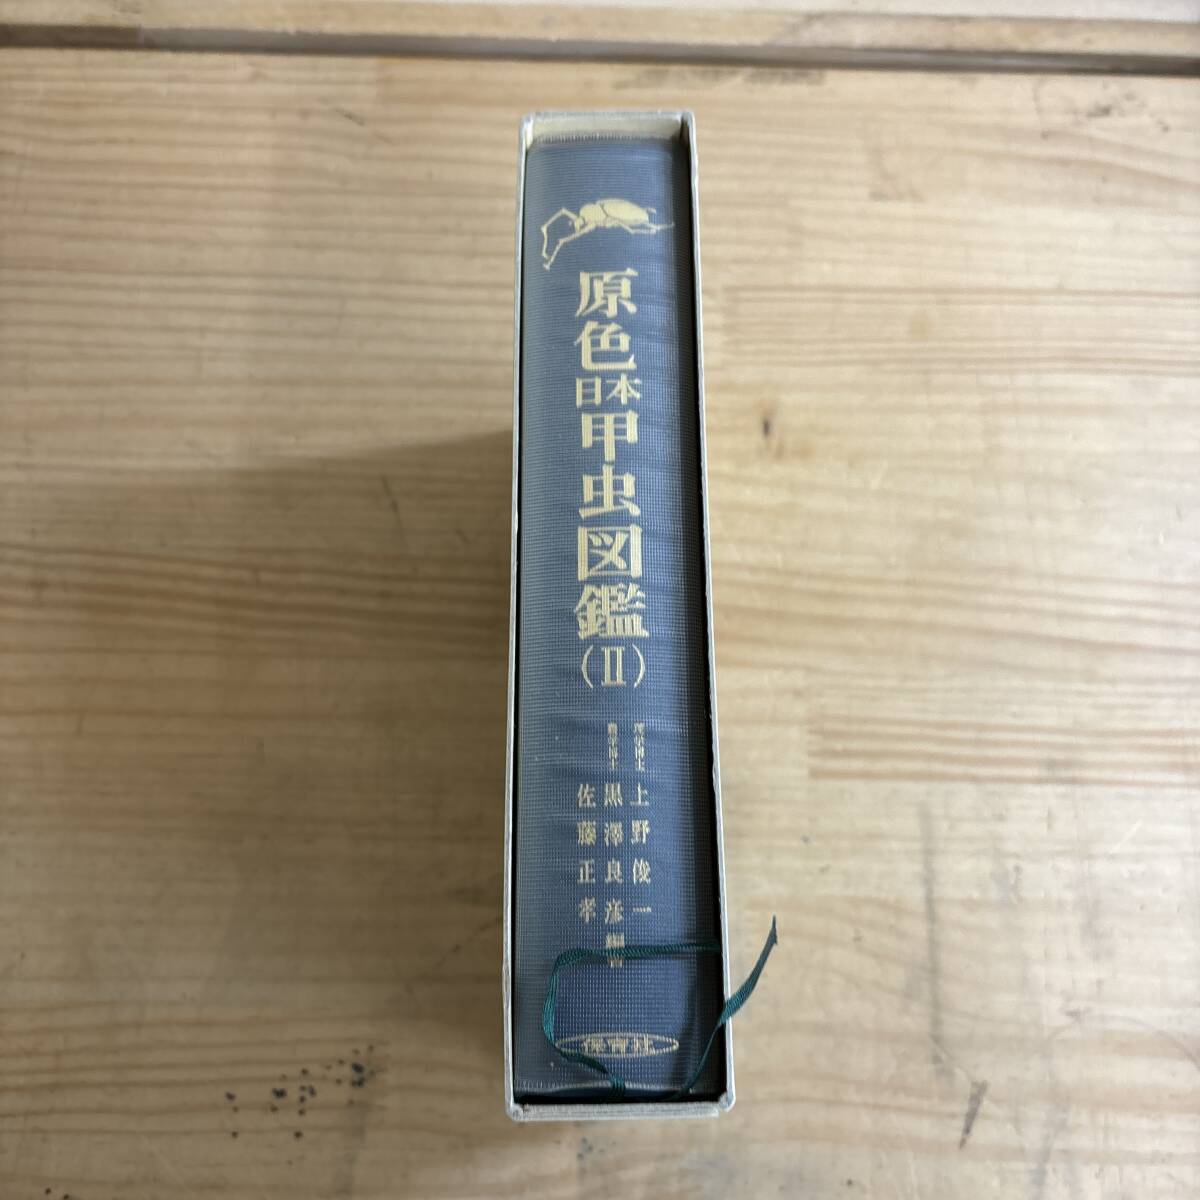 原色日本甲虫図鑑(II)
理学博士 上野俊一
農学博士 黒澤良彦 編著
佐藤正孝
保育社